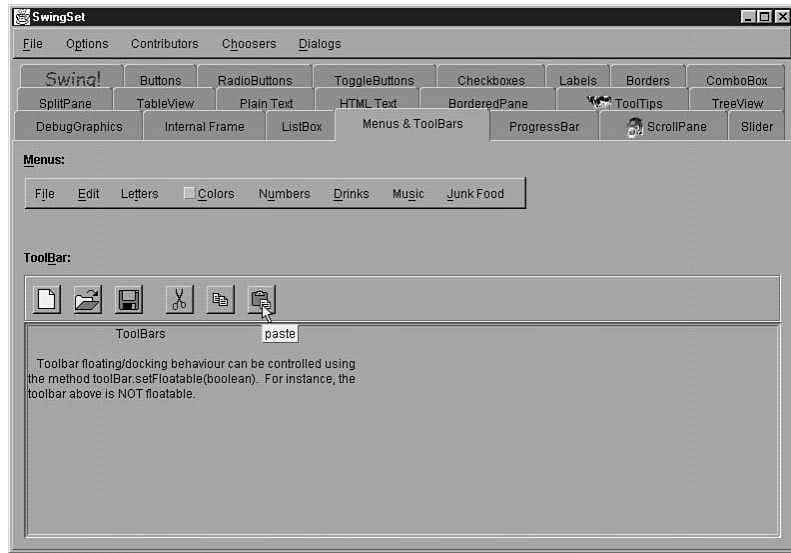 SwingSet
File Options Contributors Choosers Dialogs
Swing! Buttons RadioButtons ToggleButtons Checkboxes Labels Borders ComboBox
SplitPane TableView Plain Text HTML Text BorderedPane ToolTips TreeView
DebugGraphics Internal Frame ListBox Menus & ToolBars ProgressBar ScrollPane Slider
Menus:
File Edit Letters Colors Numbers Drinks Music Junk Food
ToolBar:
ToolBars
paste
Toolbar floating/docking behaviour can be controlled using
the method toolBar.setFloatable(boolean). For instance, the
toolbar above is NOT floatable.